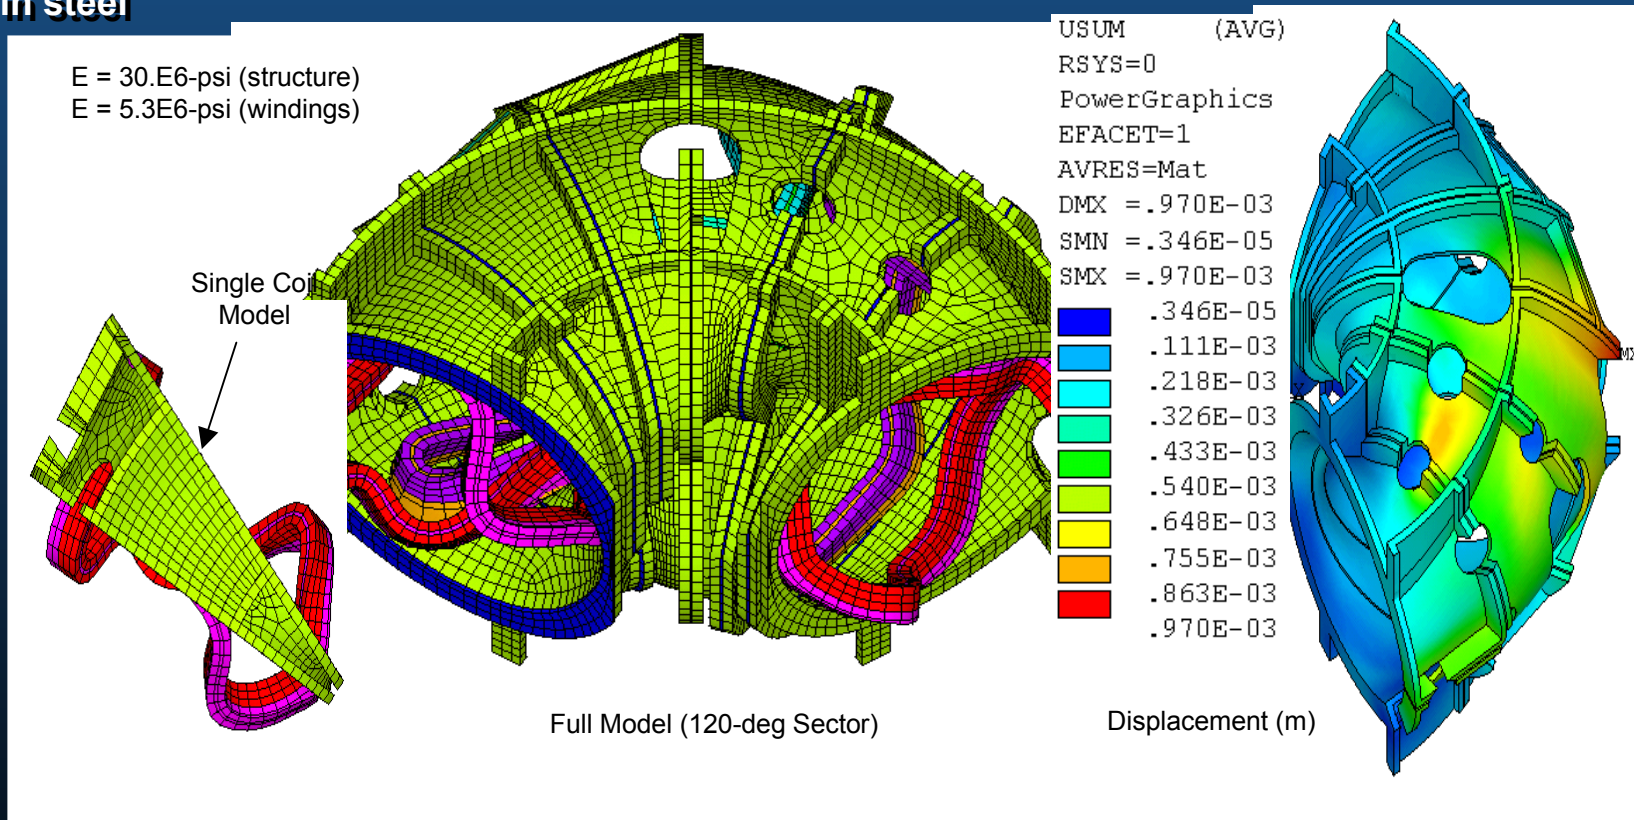 m steel
E = 30.E6-psi (structure)
E = 5.3E6-psi (windings)
Single Coi
Model
Full Model (120-deg Sector)
USUM (AVG)
RSYS=0
PowerGraphics
EFACET=1
AVRES=Mat
DMX =.970E-03
SMN =.346E-05
SMX =.970E-03
.346E-05
.111E-03
.218E-03
.326E-03
.433E-03
.540E-03
.648E-03
.755E-03
.863E-03
.970E-03
Displacement (m)